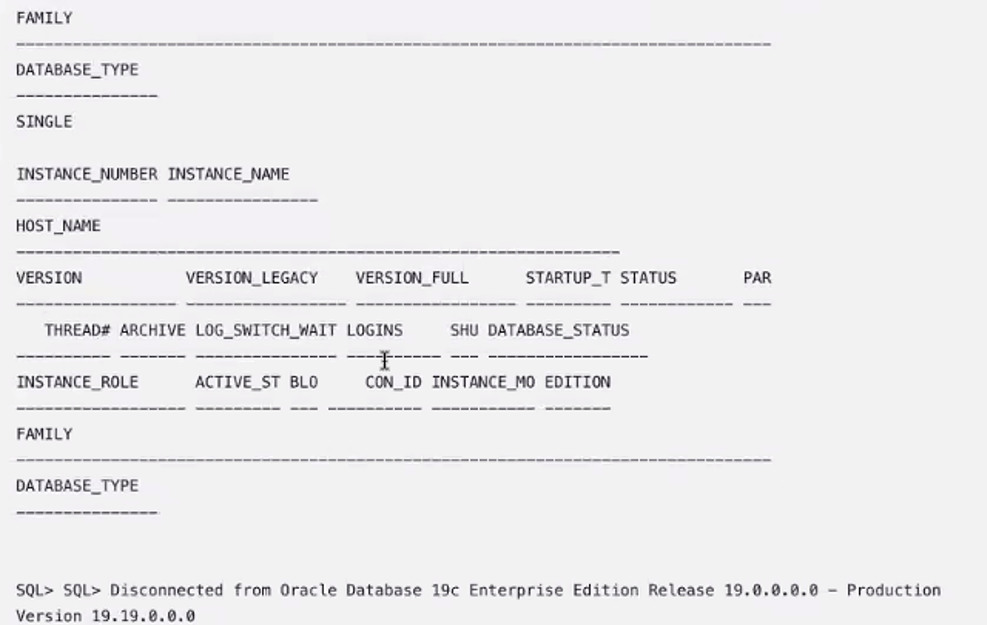 FAMILY
--------------------------------------------------------------------------------
DATABASE_TYPE
---------------
SINGLE
INSTANCE_NUMBER INSTANCE_NAME
--------------- ----------------
HOST_NAME
----------------------------------------------------------------
VERSION           VERSION_LEGACY    VERSION_FULL      STARTUP_T STATUS       PAR
----------------- ----------------- ----------------- --------- ------------ ---
   THREAD# ARCHIVE LOG_SWITCH_WAIT LOGINS     SHU DATABASE_STATUS
---------- ------- --------------- ---------- --- -----------------
INSTANCE_ROLE      ACTIVE_ST BLO     CON_ID INSTANCE_MO EDITION
------------------ --------- --- ---------- ----------- -------
FAMILY
--------------------------------------------------------------------------------
DATABASE_TYPE
---------------
SQL> SQL> Disconnected from Oracle Database 19c Enterprise Edition Release 19.0.0.0.0 - Production
Version 19.19.0.0.0